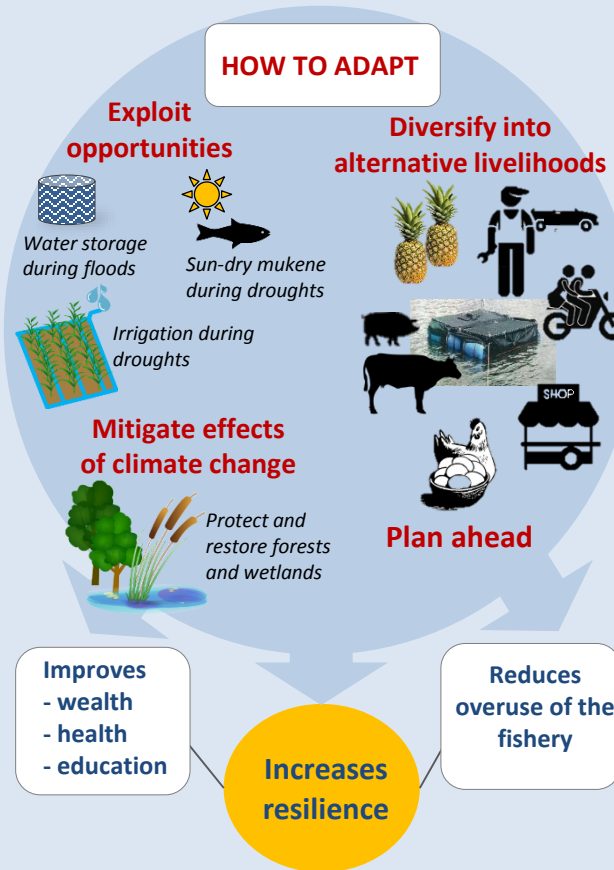 HOW TO ADAPT
Exploit
opportunities
Water storage
during floods
Sun-dry mukene
during droughts
Irrigation during
droughts
Mitigate effects
of climate change
Protect and
restore forests
and wetlands
Diversify into
alternative livelihoods
SHOP
Plan ahead
Improves
- wealth
- health
- education
Increases
resilience
Reduces
overuse of the
fishery